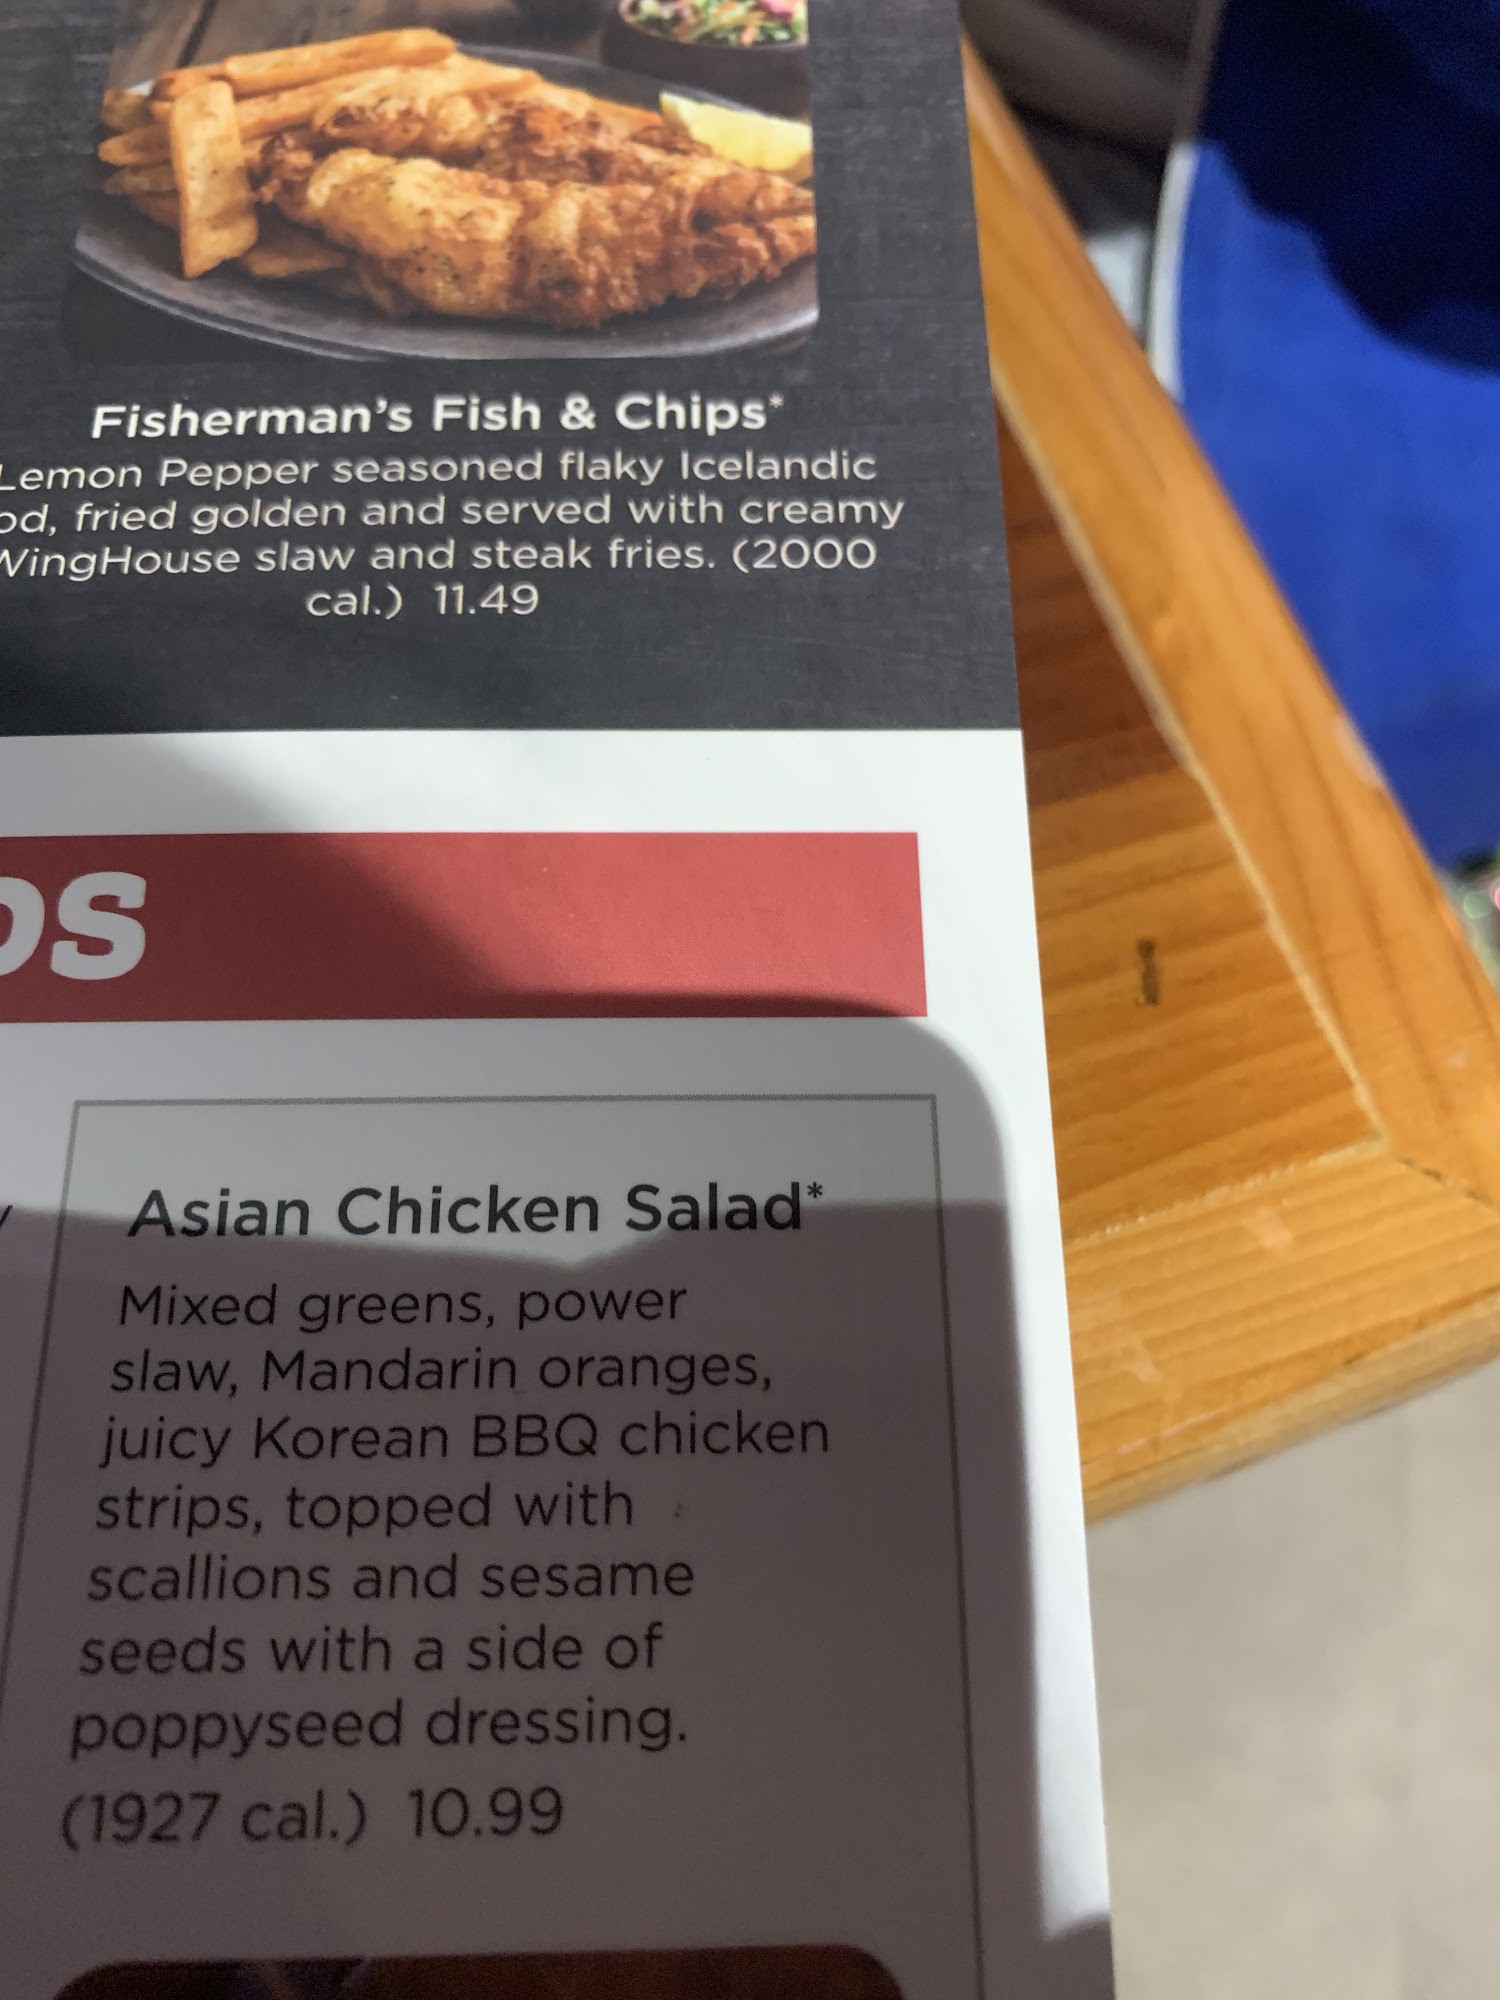 Fisherman's Fish & Chips*
Lemon Pepper seasoned flaky Icelandic
od, fried golden and served with creamy
WingHouse slaw and steak fries. (2000
cal.) 11.49
DS
Asian Chicken Salad*
Mixed greens, power
slaw, Mandarin oranges,
juicy Korean BBQ chicken
strips, topped with
scallions and sesame
seeds with a side of
poppyseed dressing.
(1927 cal.) 10.99